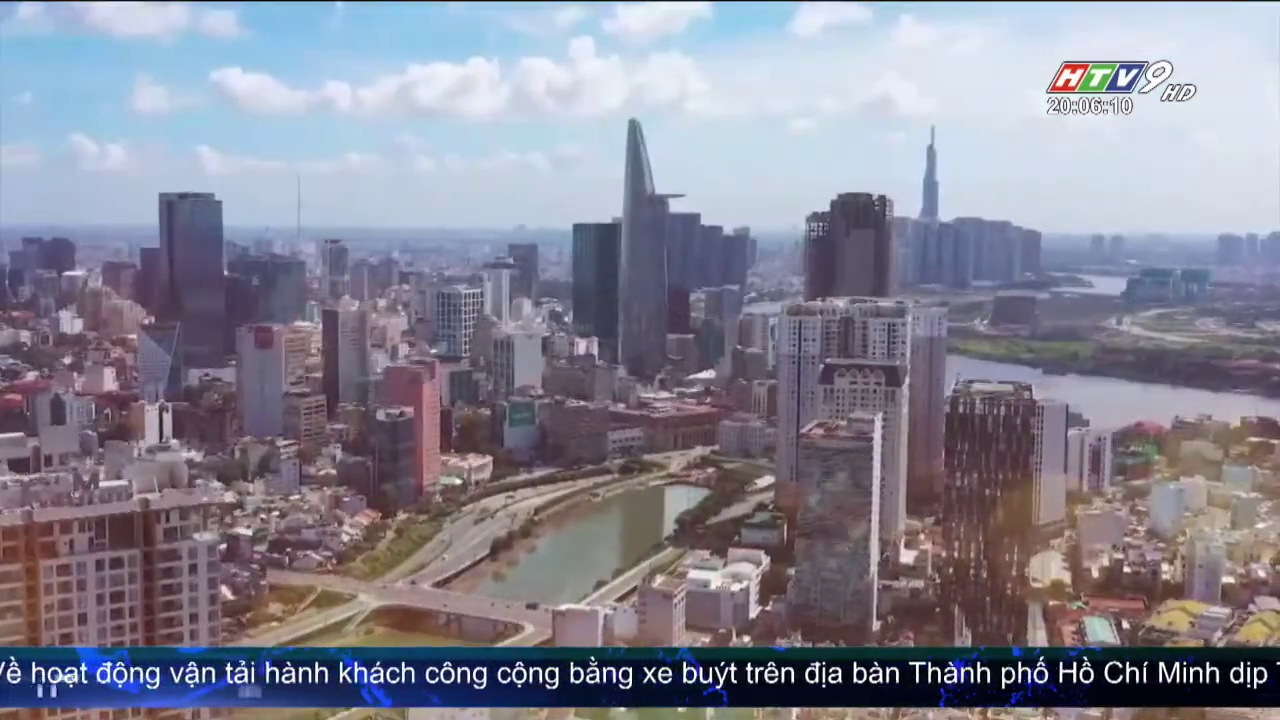 HTV9 HD
20:06:10
Về hoạt động vận tải hành khách công cộng bằng xe buýt trên địa bàn Thành phố Hồ Chí Minh dịp